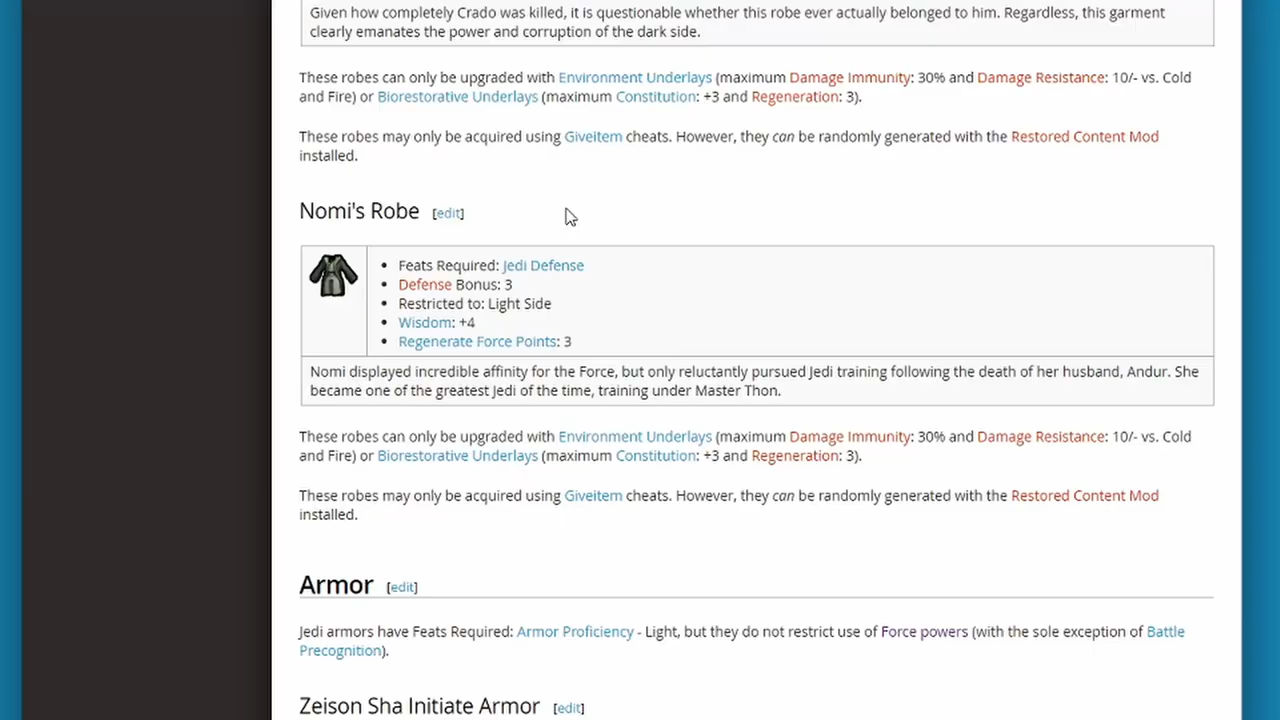 Given how completely Crado was killed, it is questionable whether this robe ever actually belonged to him. Regardless, this garment
clearly emanates the power and corruption of the dark side.
These robes can only be upgraded with Environment Underlays (maximum Damage Immunity: 30% and Damage Resistance: 10/- vs. Cold
and Fire) or Biorestorative Underlays (maximum Constitution: +3 and Regeneration: 3).
These robes may only be acquired using Giveitem cheats. However, they can be randomly generated with the Restored Content Mod
installed.
Nomi's Robe [edit]
• Feats Required: Jedi Defense
• Defense Bonus: 3
• Restricted to: Light Side
• Wisdom: +4
• Regenerate Force Points: 3
Nomi displayed incredible affinity for the Force, but only reluctantly pursued Jedi training following the death of her husband, Andur. She
became one of the greatest Jedi of the time, training under Master Thon.
These robes can only be upgraded with Environment Underlays (maximum Damage Immunity: 30% and Damage Resistance: 10/- vs. Cold
and Fire) or Biorestorative Underlays (maximum Constitution: +3 and Regeneration: 3).
These robes may only be acquired using Giveitem cheats. However, they can be randomly generated with the Restored Content Mod
installed.
Armor [edit]
Jedi armors have Feats Required: Armor Proficiency - Light, but they do not restrict use of Force powers (with the sole exception of Battle
Precognition).
Zeison Sha Initiate Armor [edit]